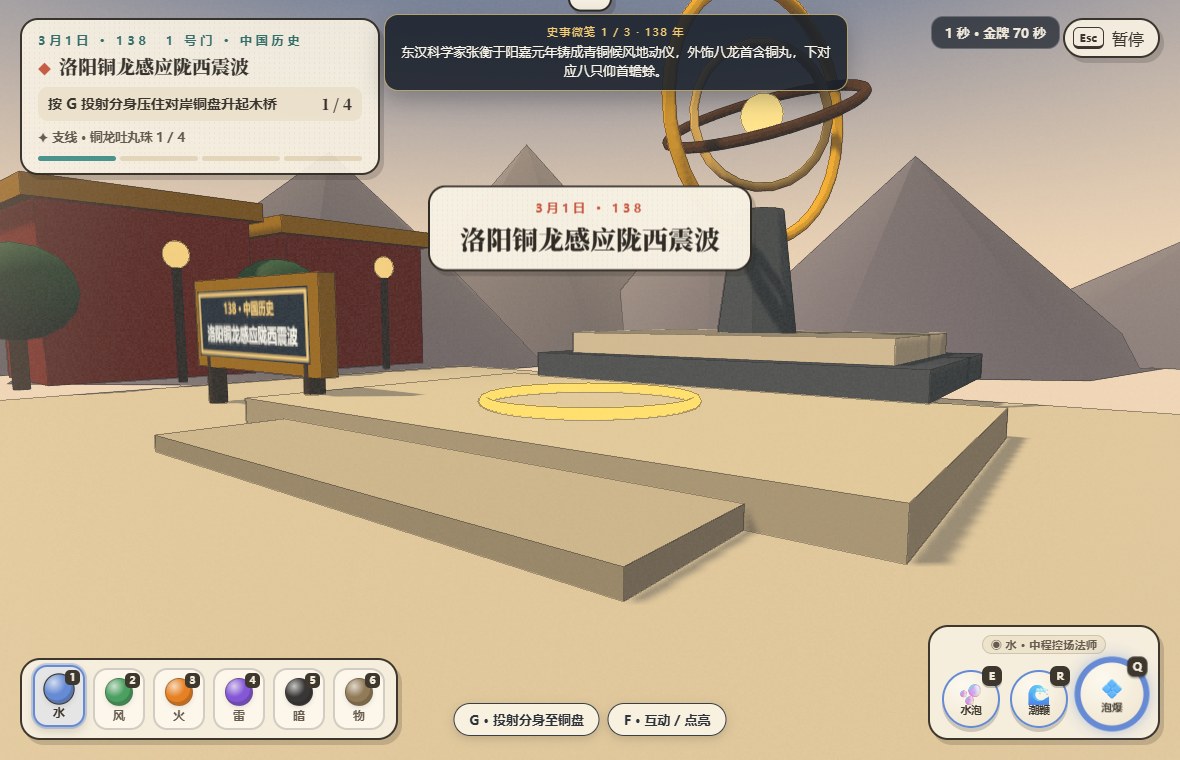 3月1日 • 138 1 号门 • 中国历史
◆ 洛阳铜龙感应陇西震波
按 G 投射分身压住对岸铜盘升起木桥 1 / 4
✦ 支线 • 铜龙吐丸珠 1 / 4
史事微笺 1 / 3 · 138 年
东汉科学家张衡于阳嘉元年铸成青铜候风地动仪，外饰八龙首含铜丸，下对
应八只仰首蟾蜍。
1 秒 • 金牌 70 秒
Esc 暂停
3月1日 • 138
洛阳铜龙感应陇西震波
138 • 中国历史
洛阳铜龙感应陇西震波
1 水
2 风
3 火
4 雷
5 暗
6 物
G • 投射分身至铜盘
F • 互动 / 点亮
◉ 水 • 中程控场法师
E 水泡
R 潮鞭
Q 泡爆